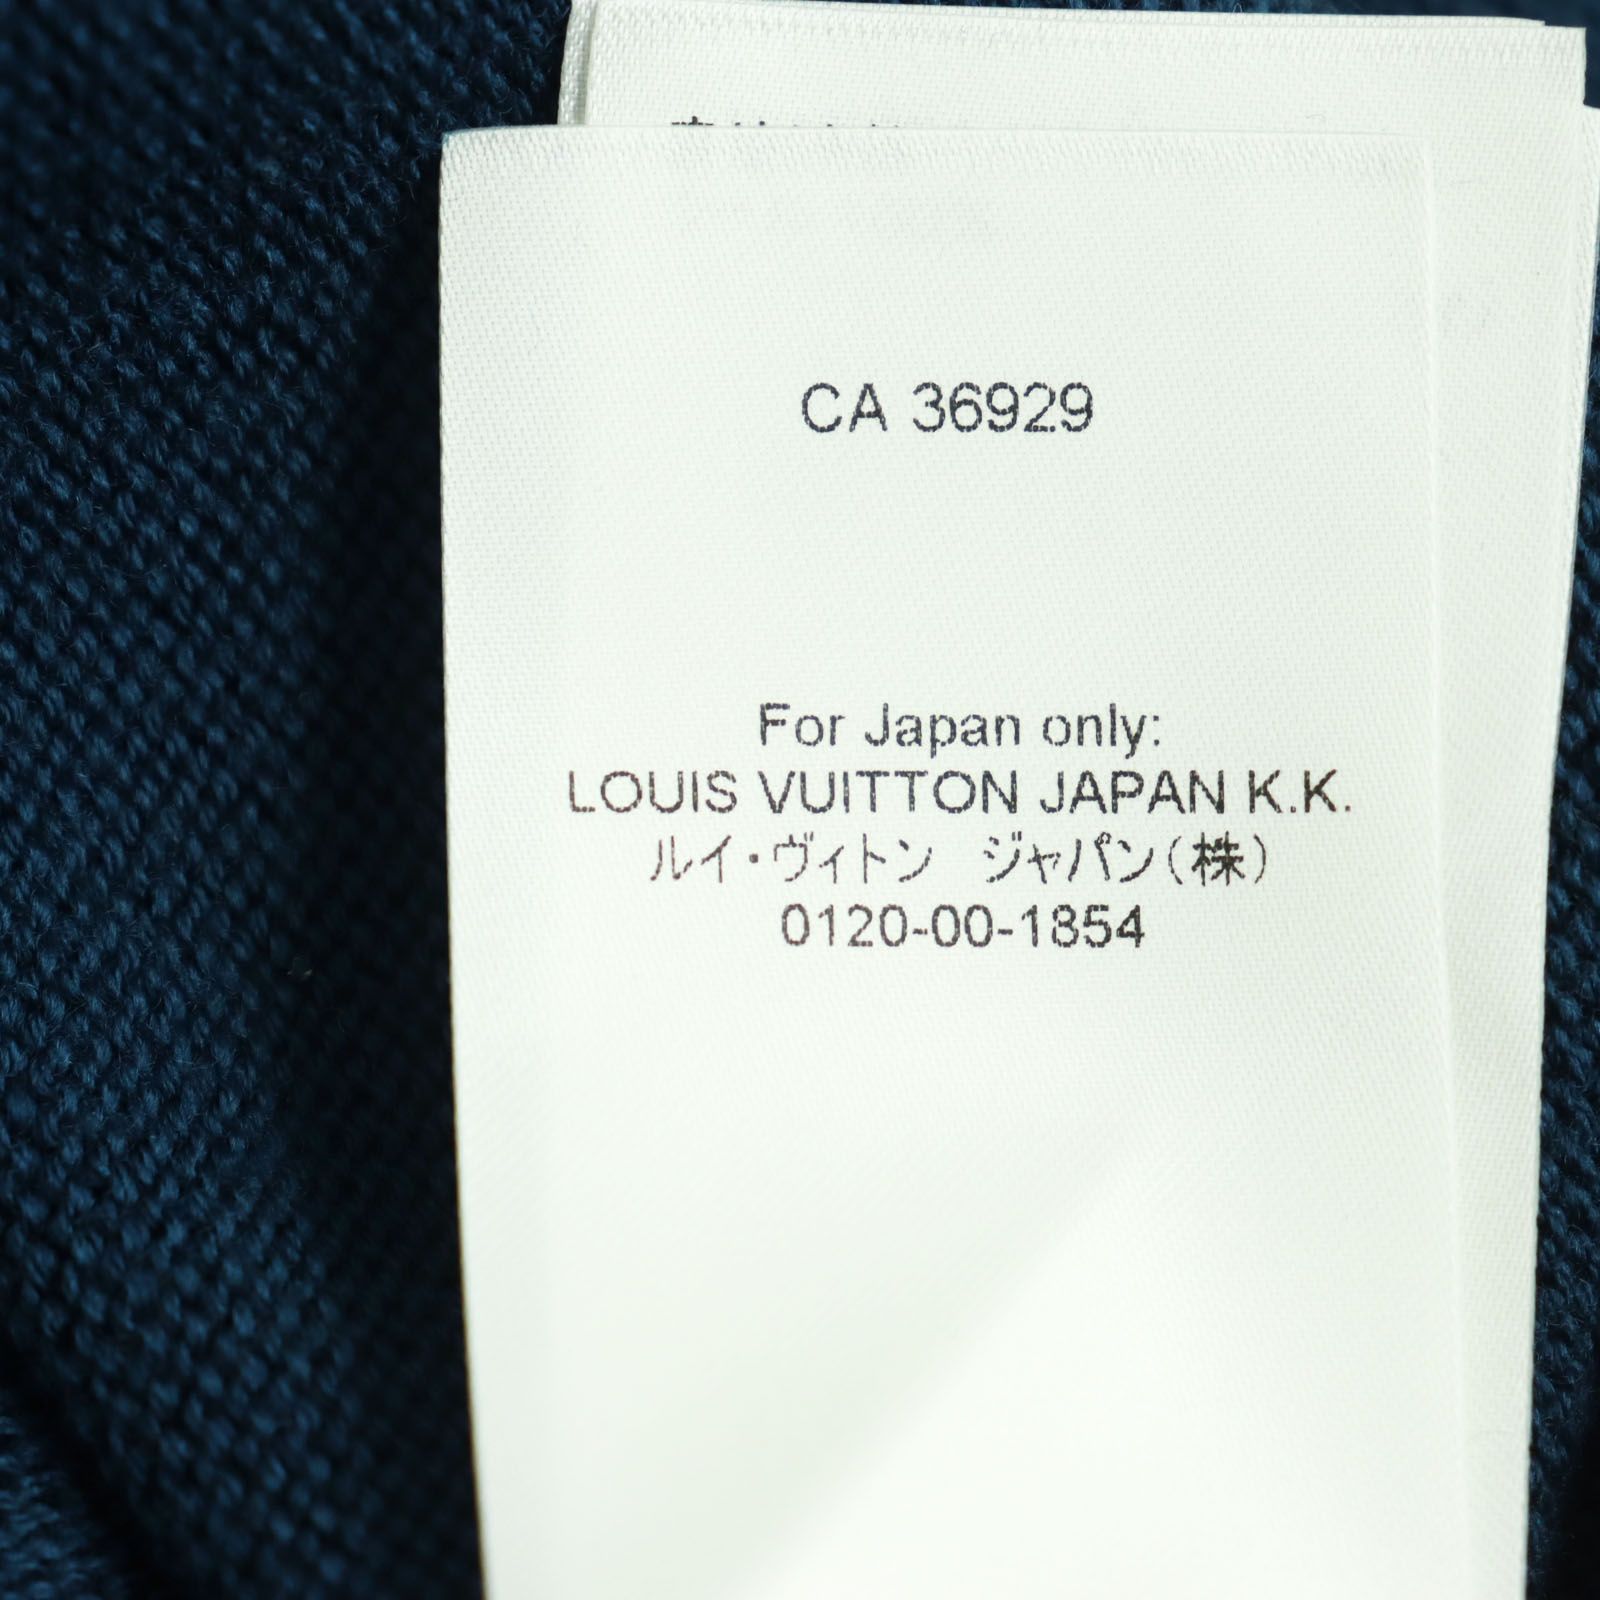 CA 36929
For Japan only:
LOUIS VUITTON JAPAN K.K.
ルイ・ヴィトン　ジャパン(株)
0120-00-1854